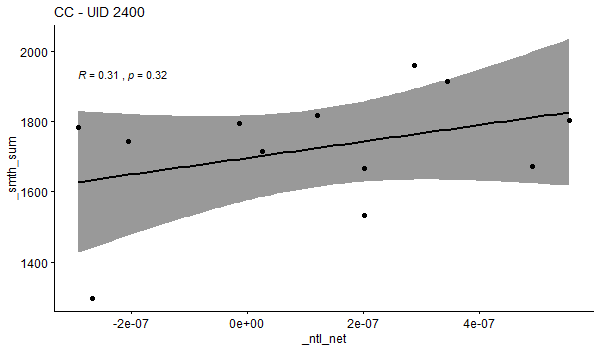 CC - UID 2400
R = 0.31 , p = 0.32
2000
1800
1600
1400
_smth_sum
-2e-07 0e+00 2e-07 4e-07
_ntl_net